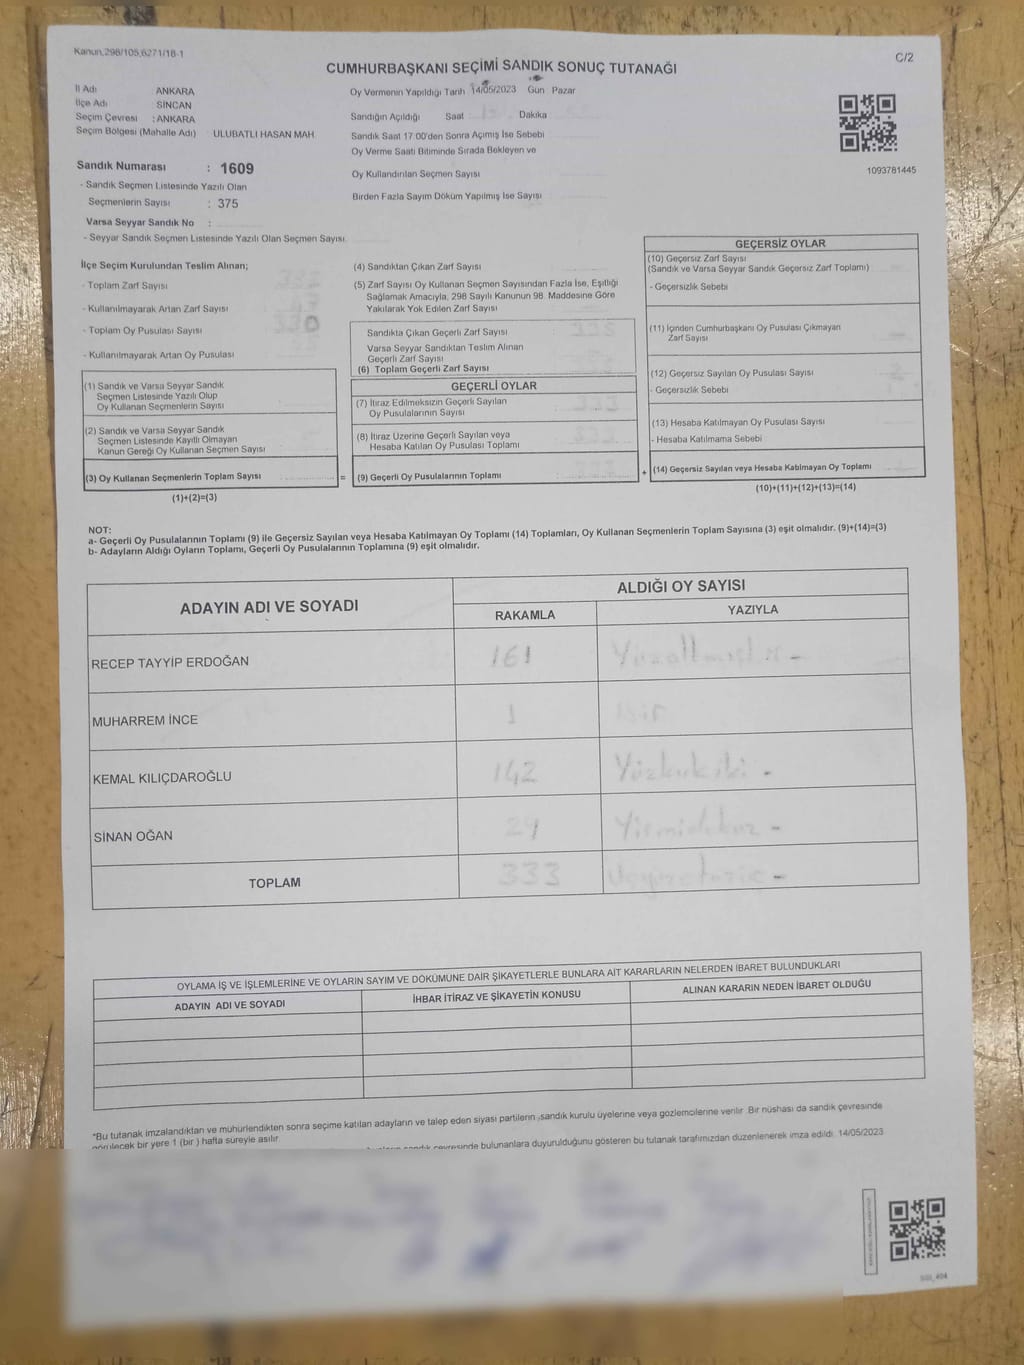 Kanun,298/105,6271/18-1
C/2
CUMHURBAŞKANI SEÇİMİ SANDIK SONUÇ TUTANAĞI
İl Adı ANKARA
İlçe Adı SİNCAN
Seçim Çevresi : ANKARA
Seçim Bölgesi (Mahalle Adı) ULUBATLI HASAN MAH.
Sandık Numarası : 1609
- Sandık Seçmen Listesinde Yazılı Olan
Seçmenlerin Sayısı : 375
Varsa Seyyar Sandık No :
- Seyyar Sandık Seçmen Listesinde Yazılı Olan Seçmen Sayısı
Oy Vermenin Yapıldığı Tarih 14/05/2023 Gün Pazar
Sandığın Açıldığı Saat Dakika
Sandık Saat 17:00'den Sonra Açımış İse Sebebi
Oy Verme Saati Bitiminde Sırada Bekleyen ve
Oy Kullandırılan Seçmen Sayısı
Birden Fazla Sayım Döküm Yapılmış İse Sayısı
1093781445
İlçe Seçim Kurulundan Teslim Alınan;
- Toplam Zarf Sayısı
- Kullanılmayarak Artan Zarf Sayısı
- Toplam Oy Pusulası Sayısı
- Kullanılmayarak Artan Oy Pusulası
(1) Sandık ve Varsa Seyyar Sandık
Seçmen Listesinde Yazılı Olup
Oy Kullanan Seçmenlerin Sayısı
(2) Sandık ve Varsa Seyyar Sandık
Seçmen Listesinde Kayıtlı Olmayan
Kanun Gereği Oy Kullanan Seçmen Sayısı
(3) Oy Kullanan Seçmenlerin Toplam Sayısı =
(1)+(2)=(3)
(4) Sandıktan Çıkan Zarf Sayısı
(5) Zarf Sayısı Oy Kullanan Seçmen Sayısından Fazla İse, Eşitliği
Sağlamak Amacıyla, 298 Sayılı Kanunun 98. Maddesine Göre
Yakılarak Yok Edilen Zarf Sayısı
Sandıkta Çıkan Geçerli Zarf Sayısı
Varsa Seyyar Sandıktan Teslim Alınan
Geçerli Zarf Sayısı
(6) Toplam Geçerli Zarf Sayısı
GEÇERLİ OYLAR
(7) İtiraz Edilmeksizin Geçerli Sayılan 333
Oy Pusulalarının Sayısı
(8) İtiraz Üzerine Geçerli Sayılan veya
Hesaba Katılan Oy Pusulası Toplamı
(9) Geçerli Oy Pusulalarının Toplamı 333 +
GEÇERSİZ OYLAR
(10) Geçersiz Zarf Sayısı
(Sandık ve Varsa Seyyar Sandık Geçersiz Zarf Toplamı)
- Geçersizlik Sebebi
(11) İçinden Cumhurbaşkanı Oy Pusulası Çıkmayan
Zarf Sayısı
(12) Geçersiz Sayılan Oy Pusulası Sayısı
- Geçersizlik Sebebi
(13) Hesaba Katılmayan Oy Pusulası Sayısı
- Hesaba Katılmama Sebebi
(14) Geçersiz Sayılan veya Hesaba Katılmayan Oy Toplamı
(10)+(11)+(12)+(13)=(14)
NOT:
a- Geçerli Oy Pusulalarının Toplamı (9) ile Geçersiz Sayılan veya Hesaba Katılmayan Oy Toplamı (14) Toplamları, Oy Kullanan Seçmenlerin Toplam Sayısına (3) eşit olmalıdır. (9)+(14)=(3)
b- Adayların Aldığı Oyların Toplamı, Geçerli Oy Pusulalarının Toplamına (9) eşit olmalıdır.
ADAYIN ADI VE SOYADI
ALDIĞI OY SAYISI
RAKAMLA YAZIYLA
RECEP TAYYİP ERDOĞAN 161
MUHARREM İNCE 1 Bir
KEMAL KILIÇDAROĞLU 142 Yüzkırkiki -
SİNAN OĞAN 29 Yirmidokuz -
TOPLAM 333
OYLAMA İŞ VE İŞLEMLERİNE VE OYLARIN SAYIM VE DÖKÜMÜNE DAİR ŞİKAYETLERLE BUNLARA AİT KARARLARIN NELERDEN İBARET BULUNDUKLARI
ADAYIN ADI VE SOYADI İHBAR İTİRAZ VE ŞİKAYETİN KONUSU ALINAN KARARIN NEDEN İBARET OLDUĞU
*Bu tutanak imzalandıktan ve mühürlendikten sonra seçime katılan adayların ve talep eden siyasi partilerin ,sandık kurulu üyelerine veya gözlemcilerine verilir. Bir nüshası da sandık çevresinde
görülecek bir yere 1 (bir ) hafta süreyle asılır.
sandık çevresinde bulunanlara duyurulduğunu gösteren bu tutanak tarafımızdan düzenlenerek imza edildi. 14/05/2023